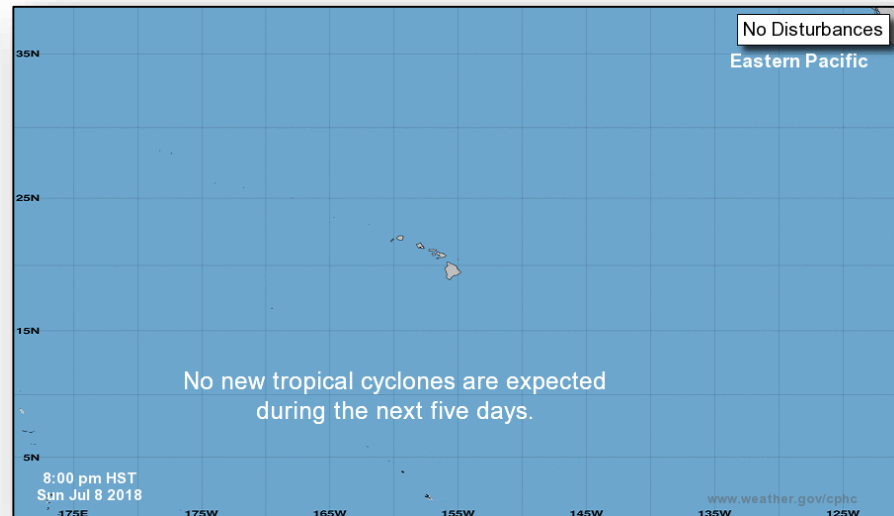 No Disturbances
Eastern Pacific
35N
25N
15N
No new tropical cyclones are expected
during the next five days.
5N
8:00 pm HST
Sun Jul 8 2018
www.weather.gov/cphc
175E
175W
165W
155W
145W
135W
125W